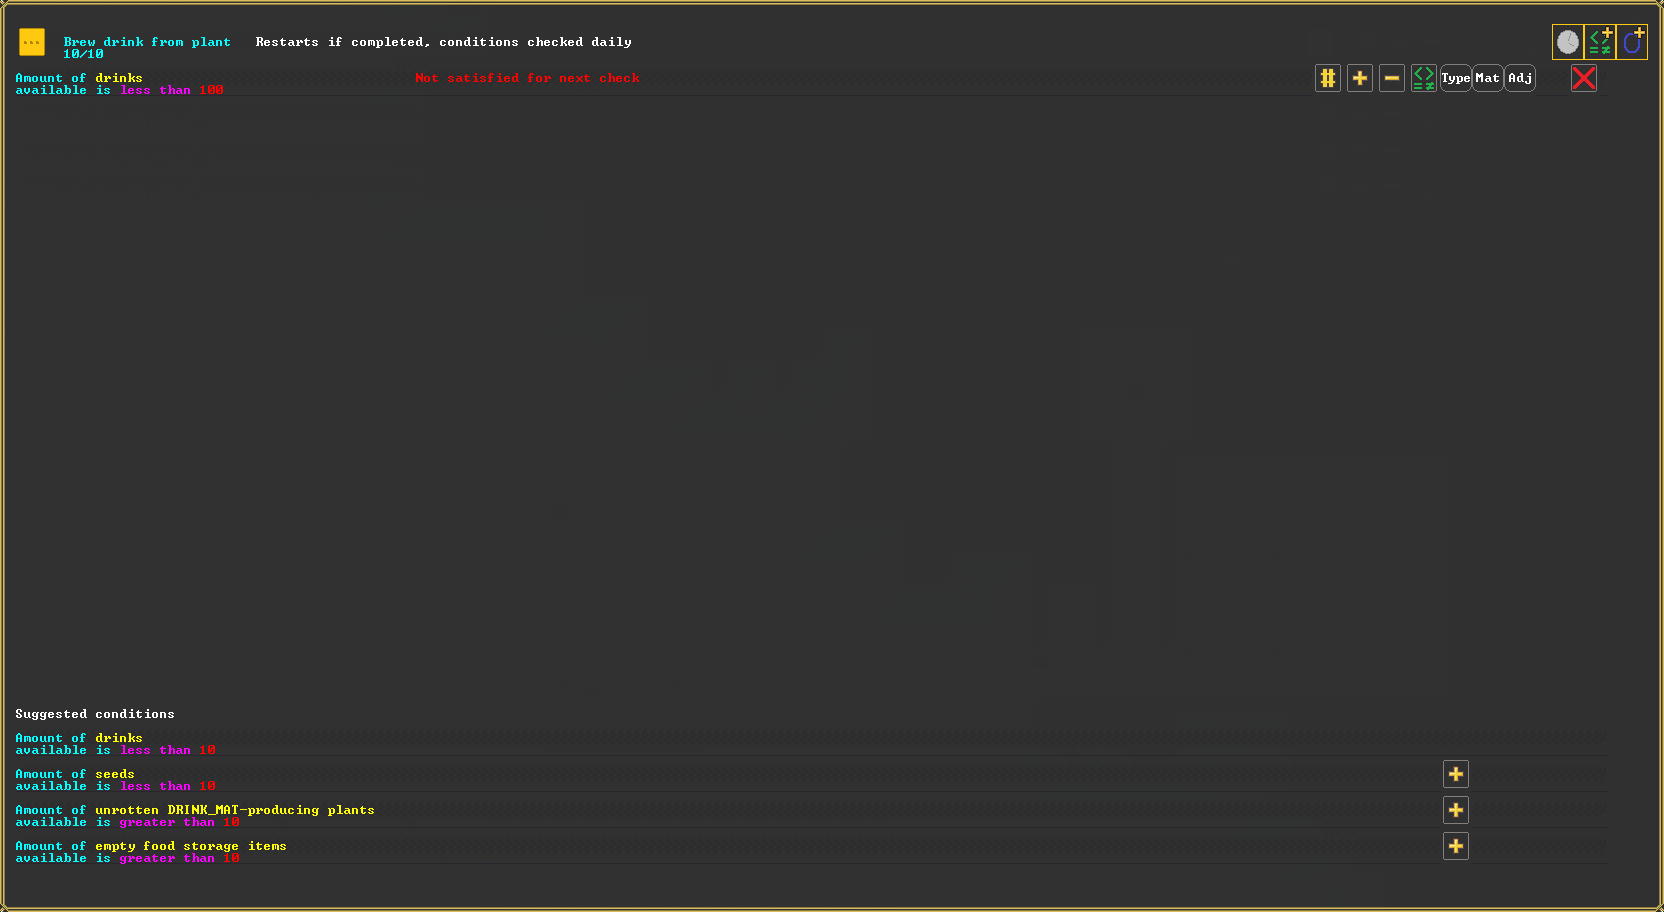 Brew drink from plant Restarts if completed, conditions checked daily
10/10
Amount of drinks Not satisfied for next check
available is less than 100
Type Mat Adj
Suggested conditions
Amount of drinks
available is less than 10
Amount of seeds
available is less than 10
Amount of unrotten DRINK_MAT-producing plants
available is greater than 10
Amount of empty food storage items
available is greater than 10